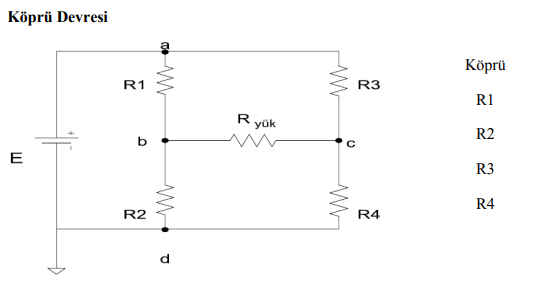 Köprü Devresi
a
R1
R3
R yük
b
c
+
-
E
R2
R4
d
Köprü
R1
R2
R3
R4